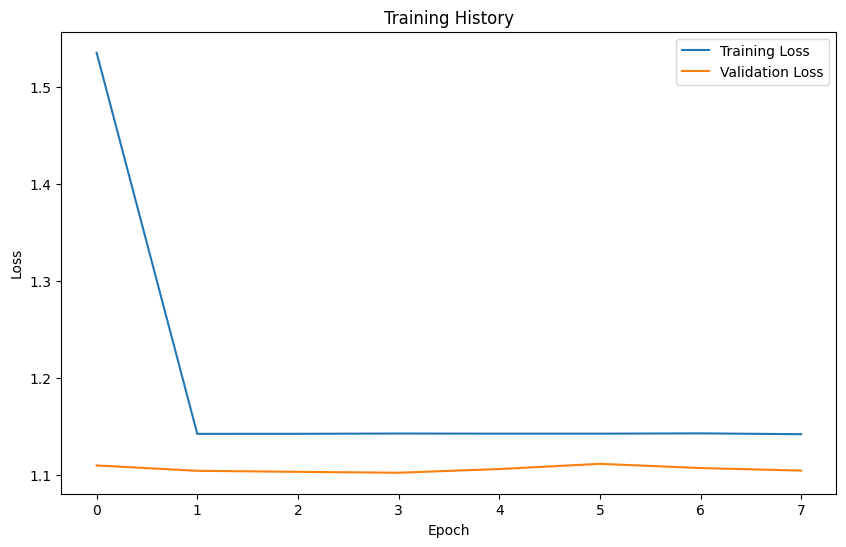 Training History
Training Loss
Validation Loss
1.5
1.4
1.3
1.2
1.1
Loss
0 1 2 3 4 5 6 7
Epoch